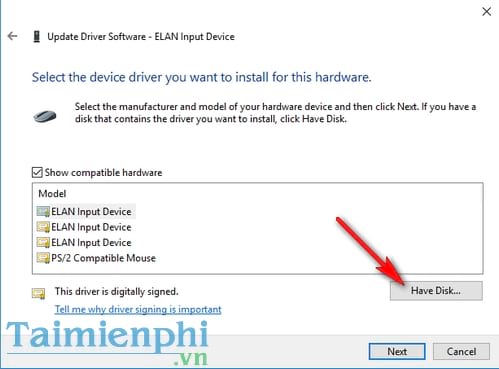 Update Driver Software - ELAN Input Device
Select the device driver you want to install for this hardware.
Select the manufacturer and model of your hardware device and then click Next. If you have a
disk that contains the driver you want to install, click Have Disk.
Show compatible hardware
Model
ELAN Input Device
ELAN Input Device
ELAN Input Device
PS/2 Compatible Mouse
This driver is digitally signed.
Have Disk...
Tell me why driver signing is important
Taimienphi
.vn
Next
Cancel